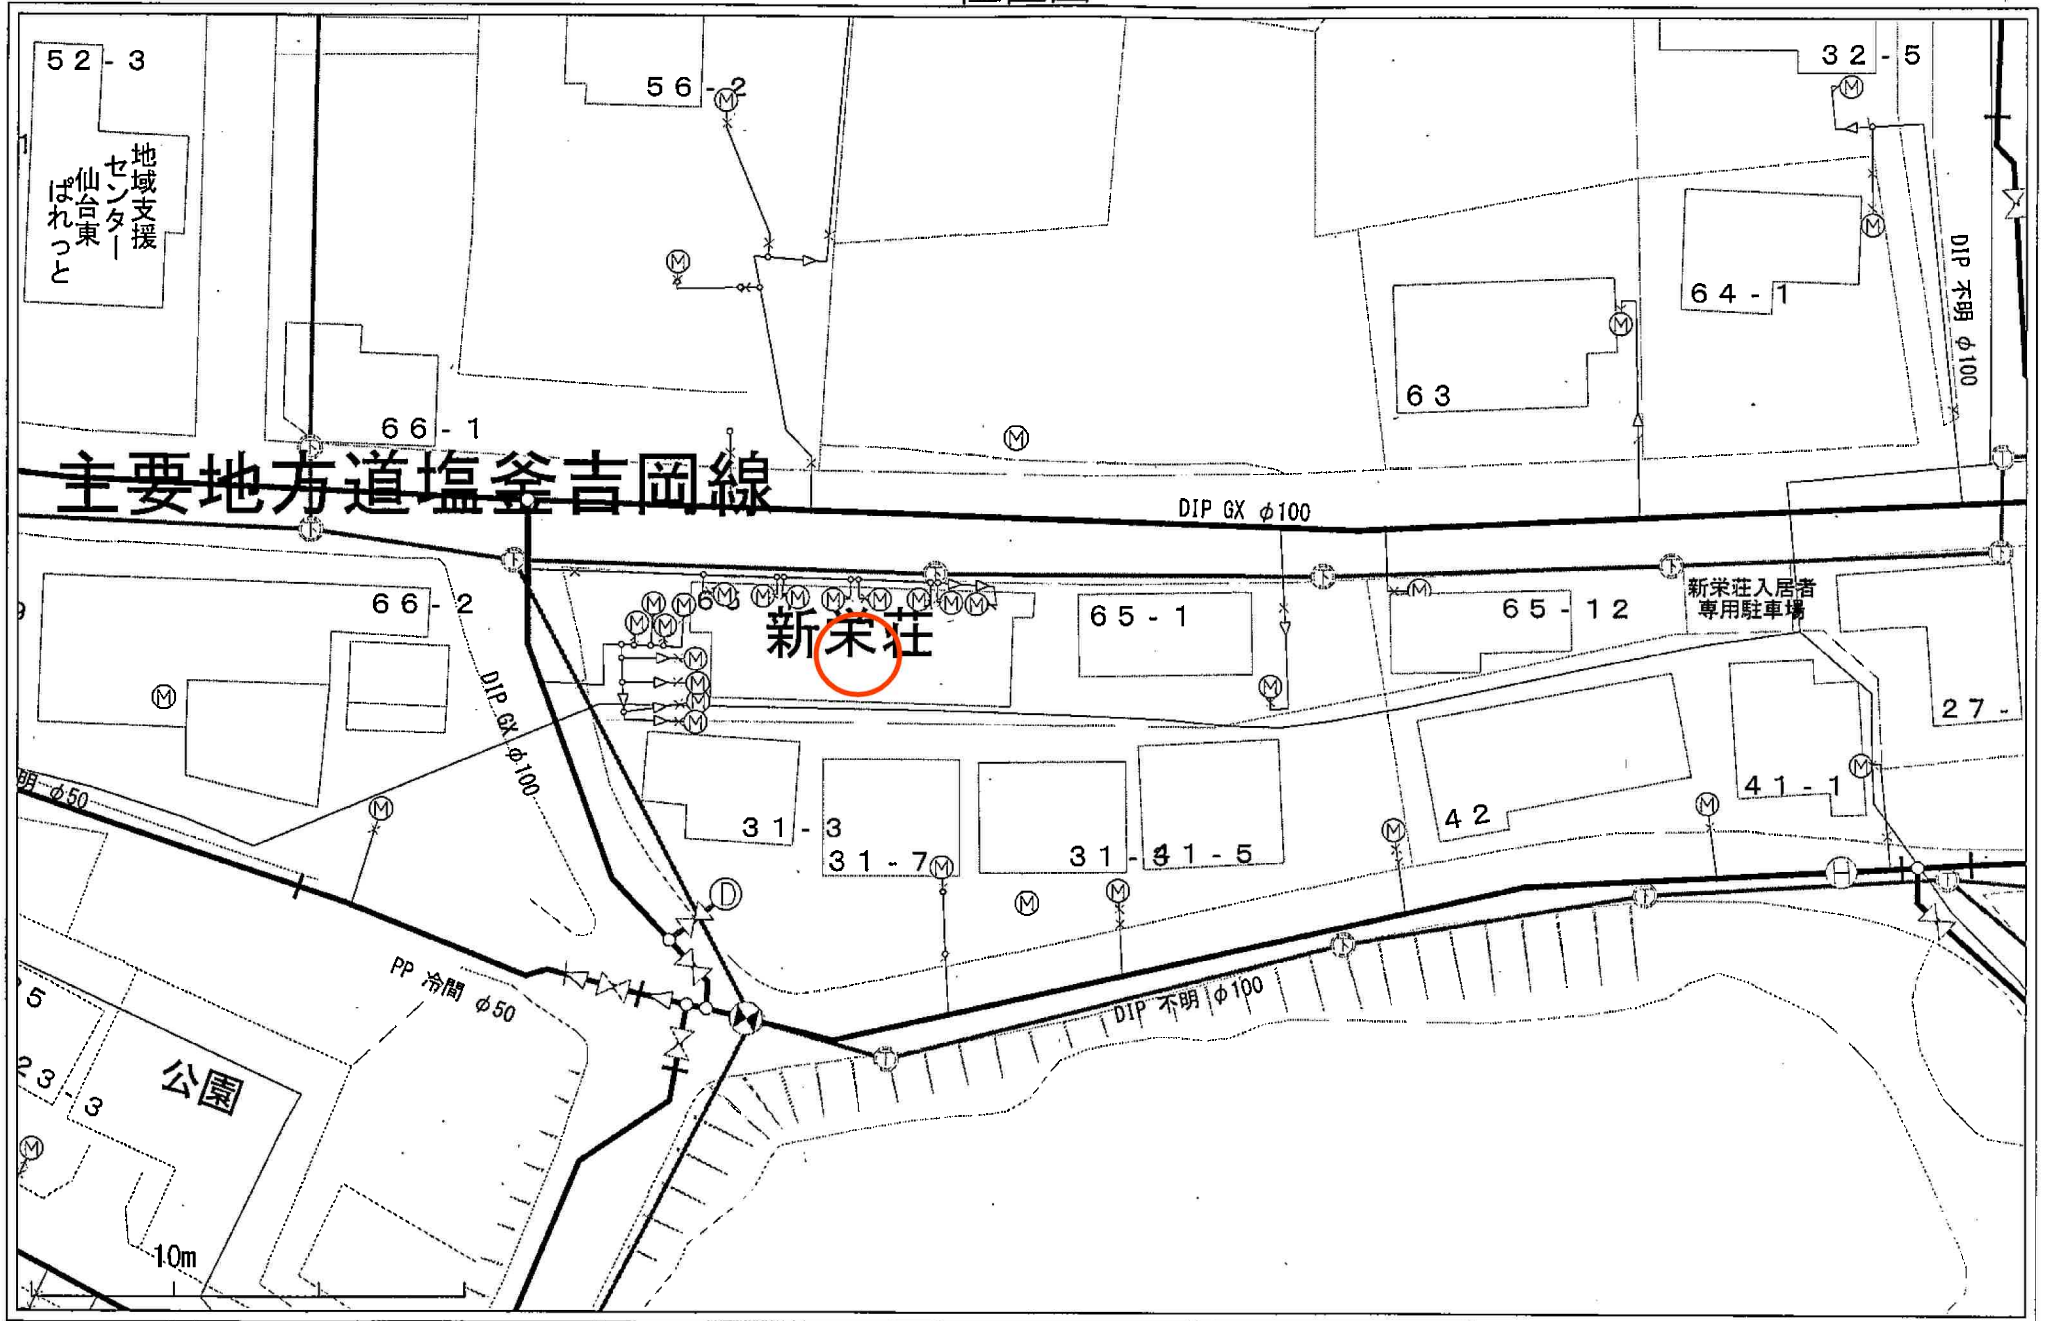 52-3
56-2
32-5
地域支援
センター
仙台東
ぱれっと
DIP 不明 φ100
64-1
63
66-1
主要地方道塩釜吉岡線
DIP GX φ100
66-2
新栄荘
65-1
65-12
新栄荘入居者
専用駐車場
27-
DIP GX φ100
明 φ50
31-3
31-7
41-5
42
41-1
D
H
PP 冷間 φ50
DIP 不明 φ100
公園
23-3
10m